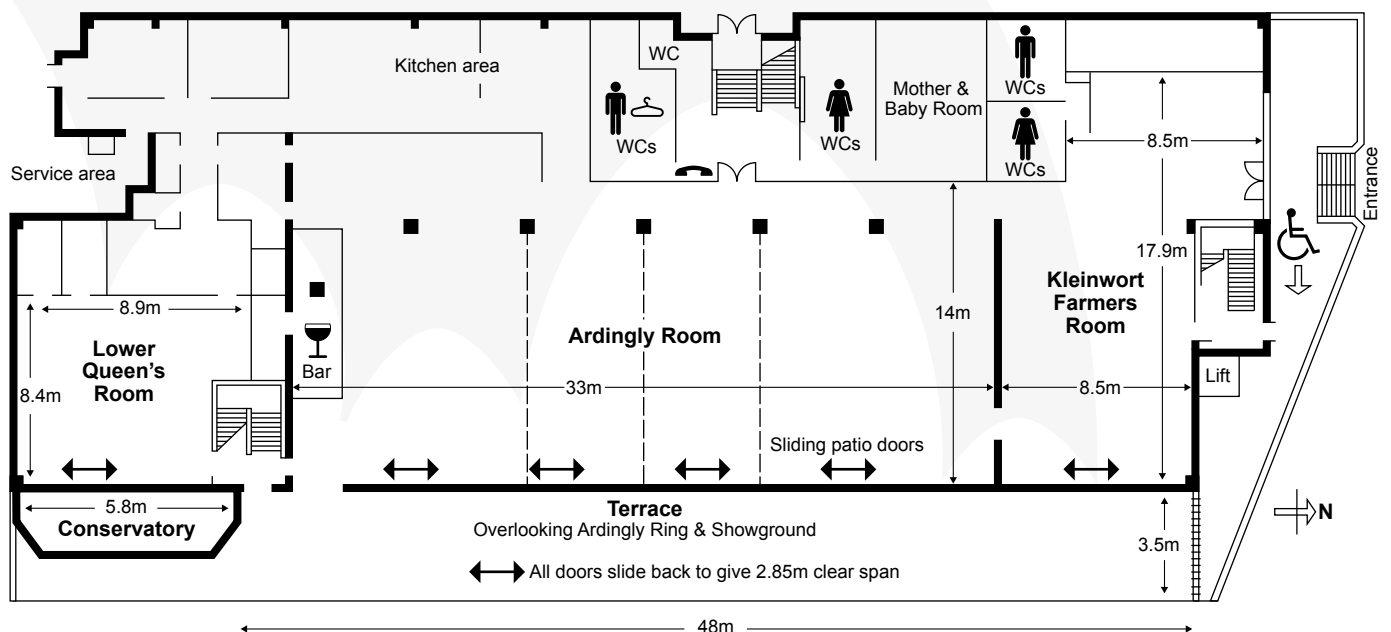 Kitchen area
WC
WCs
WCs
Mother &
Baby Room
WCs
WCs
8.5m
Entrance
Service area
17.9m
8.9m
Lower
Queen's
Room
8.4m
Bar
Ardingly Room
33m
14m
Kleinwort
Farmers
Room
8.5m
Lift
Sliding patio doors
5.8m
Conservatory
Terrace
Overlooking Ardingly Ring & Showground
3.5m
N
All doors slide back to give 2.85m clear span
48m